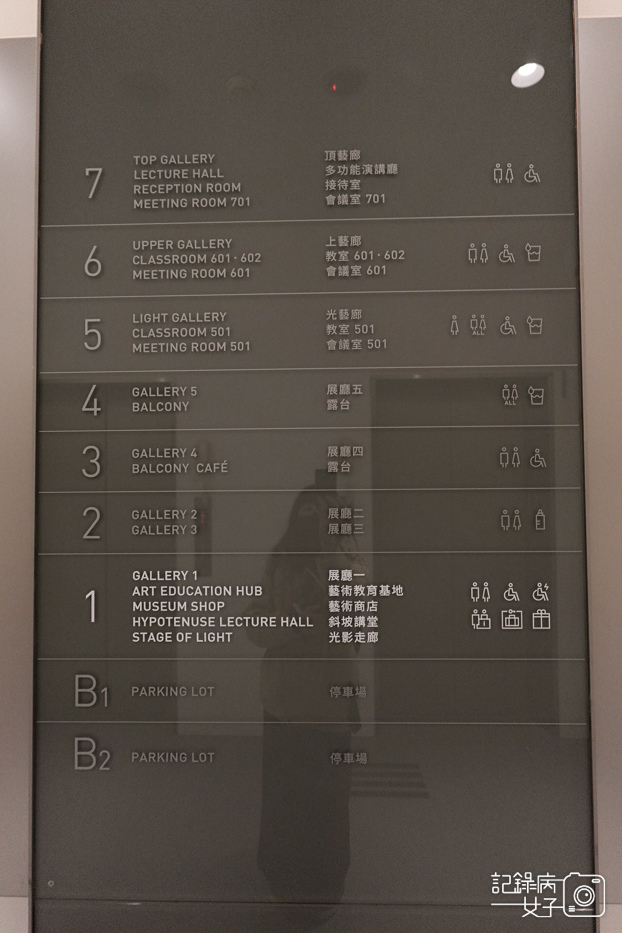 7
TOP GALLERY 頂藝廊
LECTURE HALL 多功能演講廳
RECEPTION ROOM 接待室
MEETING ROOM 701 會議室 701
6
UPPER GALLERY 上藝廊
CLASSROOM 601·602 教室 601·602
MEETING ROOM 601 會議室 601
5
LIGHT GALLERY 光藝廊
CLASSROOM 501 教室 501
MEETING ROOM 501 會議室 501
ALL
4
GALLERY 5 展廳五
BALCONY 露台
ALL
3
GALLERY 4 展廳四
BALCONY CAFÉ 露台
2
GALLERY 2 展廳二
GALLERY 3 展廳三
1
GALLERY 1 展廳一
ART EDUCATION HUB 藝術教育基地
MUSEUM SHOP 藝術商店
HYPOTENUSE LECTURE HALL 斜坡講堂
STAGE OF LIGHT 光影走廊
B1 PARKING LOT 停車場
B2 PARKING LOT 停車場
記錄病
女子